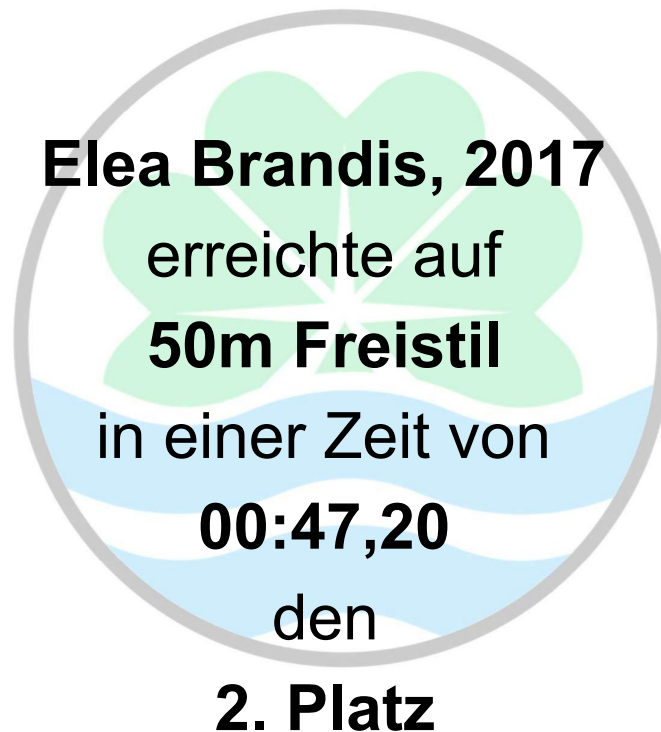 Elea Brandis, 2017
erreichte auf
50m Freistil
in einer Zeit von
00:47,20
den
2. Platz